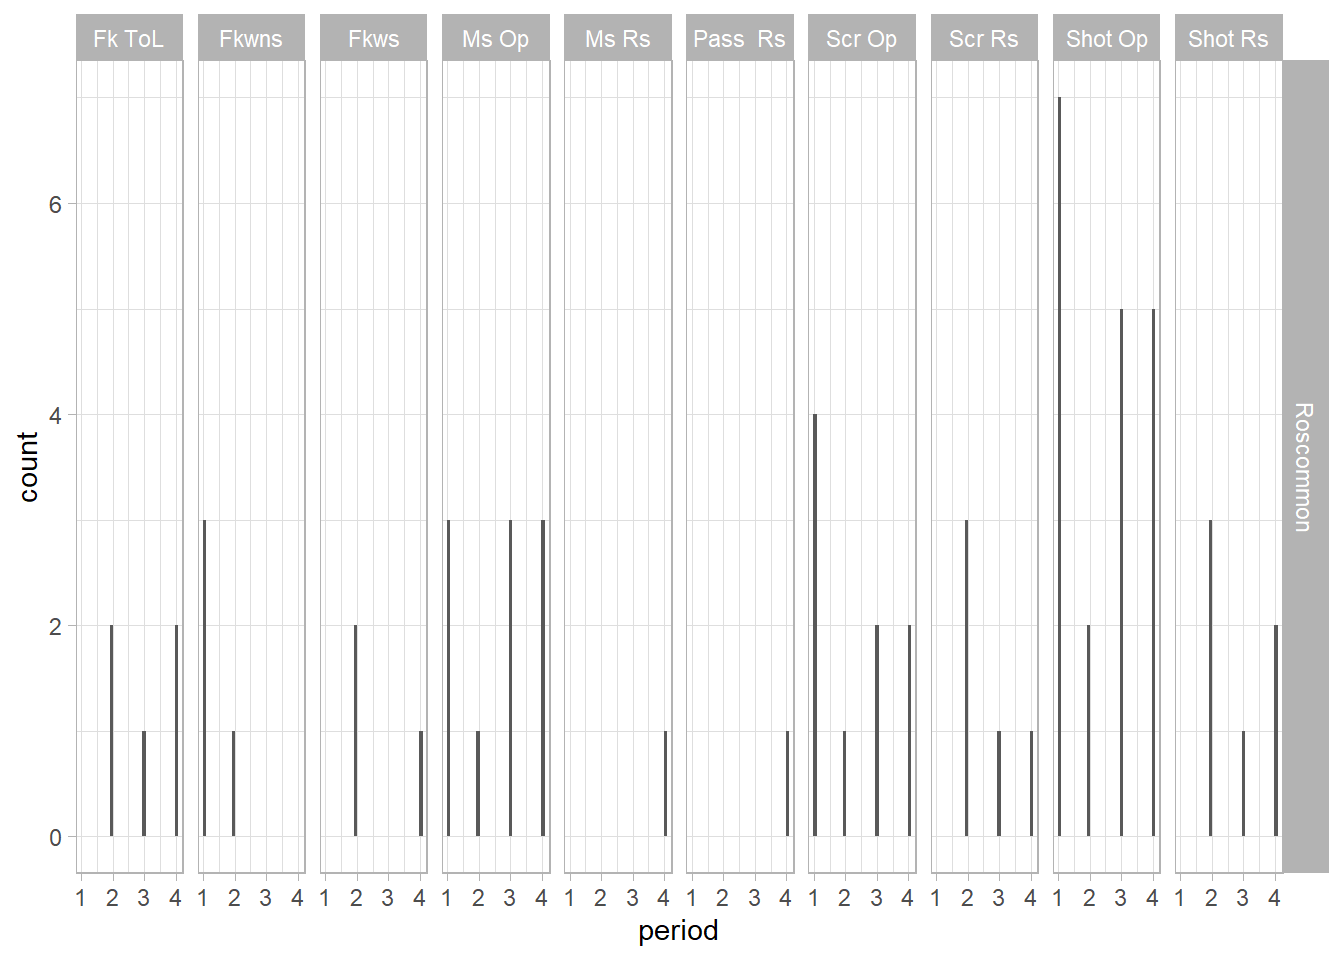 Fk ToL Fkwns Fkws Ms Op Ms Rs Pass  Rs Scr Op Scr Rs Shot Op Shot Rs
Roscommon
count
6
4
2
0
1 2 3 4 1 2 3 4 1 2 3 4 1 2 3 4 1 2 3 4 1 2 3 4 1 2 3 4 1 2 3 4 1 2 3 4 1 2 3 4
period